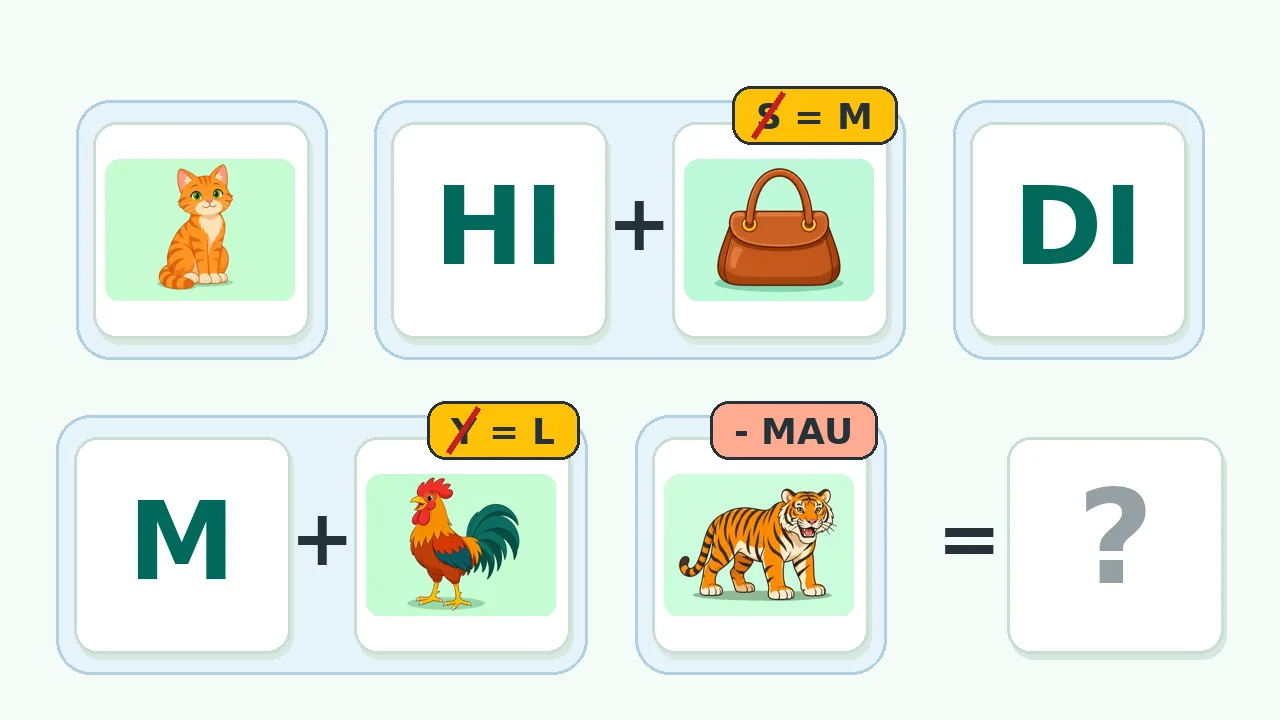 S = M
HI + DI
Y = L - MAU
M + = ?